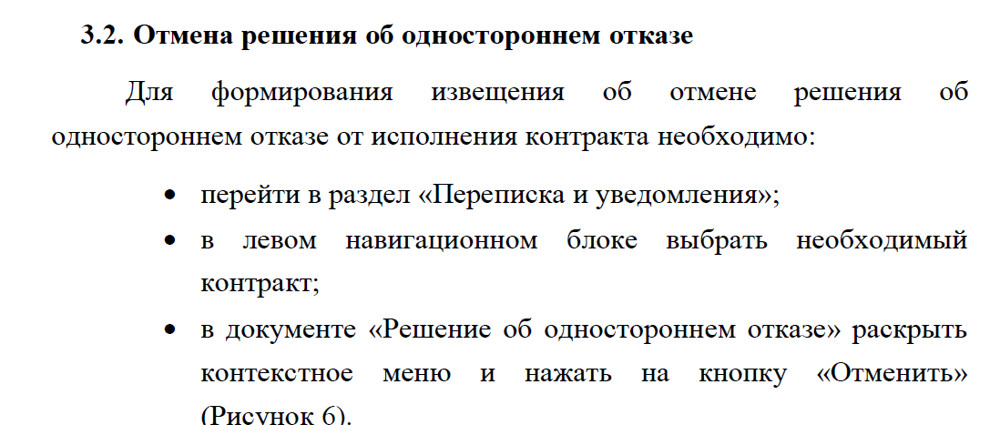 3.2. Отмена решения об одностороннем отказе
Для формирования извещения об отмене решения об
одностороннем отказе от исполнения контракта необходимо:
• перейти в раздел «Переписка и уведомления»;
• в левом навигационном блоке выбрать необходимый
контракт;
• в документе «Решение об одностороннем отказе» раскрыть
контекстное меню и нажать на кнопку «Отменить»
(Рисунок 6).